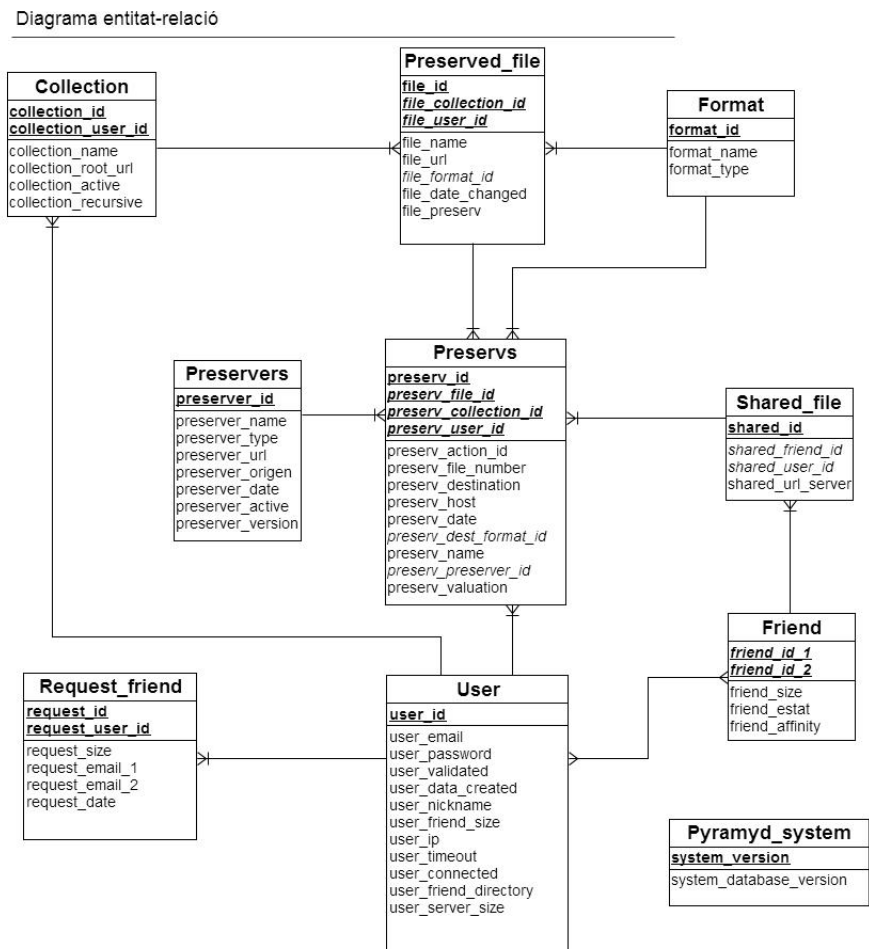 Diagrama entitat-relació
Collection
collection_id
collection_user_id
collection_name
collection_root_url
collection_active
collection_recursive
Preserved_file
file_id
file_collection_id
file_user_id
file_name
file_url
file_format_id
file_date_changed
file_preserv
Format
format_id
format_name
format_type
Preservers
preserver_id
preserver_name
preserver_type
preserver_url
preserver_origen
preserver_date
preserver_active
preserver_version
Preservs
preserv_id
preserv_file_id
preserv_collection_id
preserv_user_id
preserv_action_id
preserv_file_number
preserv_destination
preserv_host
preserv_date
preserv_dest_format_id
preserv_name
preserv_preserver_id
preserv_valuation
Shared_file
shared_id
shared_friend_id
shared_user_id
shared_url_server
Request_friend
request_id
request_user_id
request_size
request_email_1
request_email_2
request_date
User
user_id
user_email
user_password
user_validated
user_data_created
user_nickname
user_friend_size
user_ip
user_timeout
user_connected
user_friend_directory
user_server_size
Friend
friend_id_1
friend_id_2
friend_size
friend_estat
friend_affinity
Pyramyd_system
system_version
system_database_version